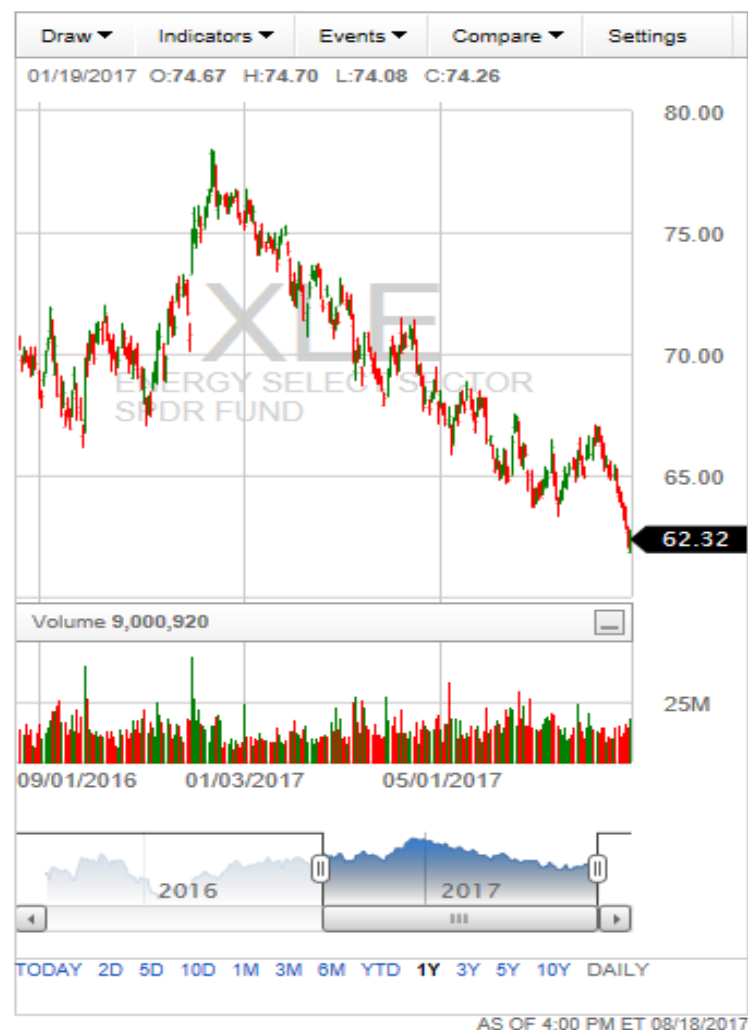 Draw Indicators Events Compare Settings
01/19/2017 O:74.67 H:74.70 L:74.08 C:74.26
80.00
75.00
XLE
70.00
ENERGY SELECT SECTOR
SPDR FUND
65.00
62.32
Volume 9,000,920
25M
09/01/2016 01/03/2017 05/01/2017
2016 2017
TODAY 2D 5D 10D 1M 3M 6M YTD 1Y 3Y 5Y 10Y DAILY
AS OF 4:00 PM ET 08/18/2017